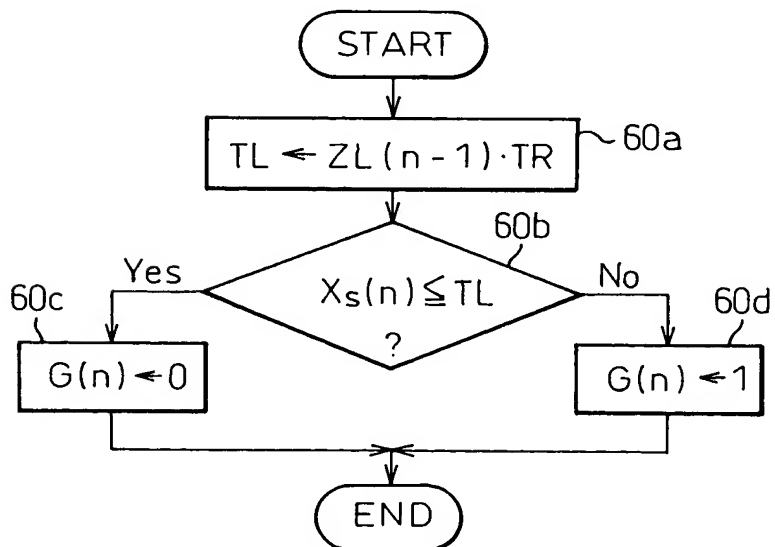 START
TL ← ZL(n-1)·TR
60a
60b
Yes
Xs(n) ≦ TL
?
No
60c
60d
G(n) ← 0
G(n) ← 1
END